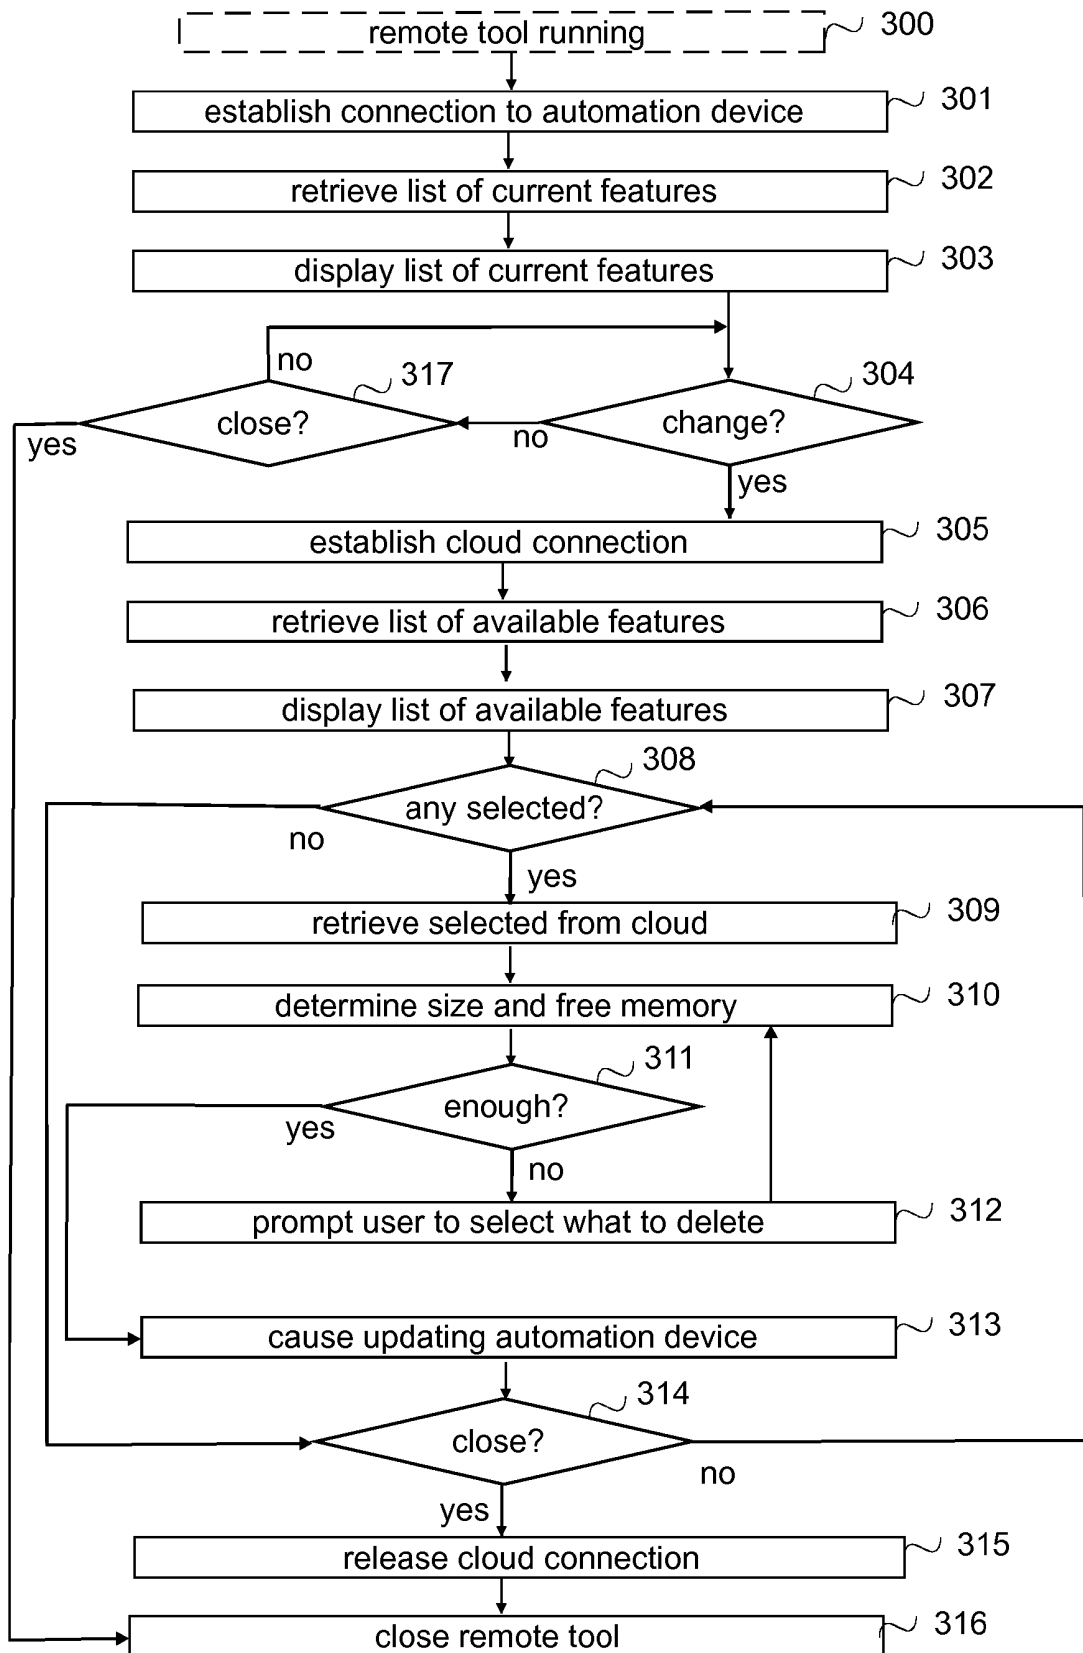 remote tool running 300
establish connection to automation device 301
retrieve list of current features 302
display list of current features 303
no
317
304
close?
change?
yes
no
yes
establish cloud connection 305
retrieve list of available features 306
display list of available features 307
308
any selected?
no
yes
retrieve selected from cloud 309
determine size and free memory 310
311
enough?
yes
no
prompt user to select what to delete 312
cause updating automation device 313
314
close?
no
yes
release cloud connection 315
close remote tool 316